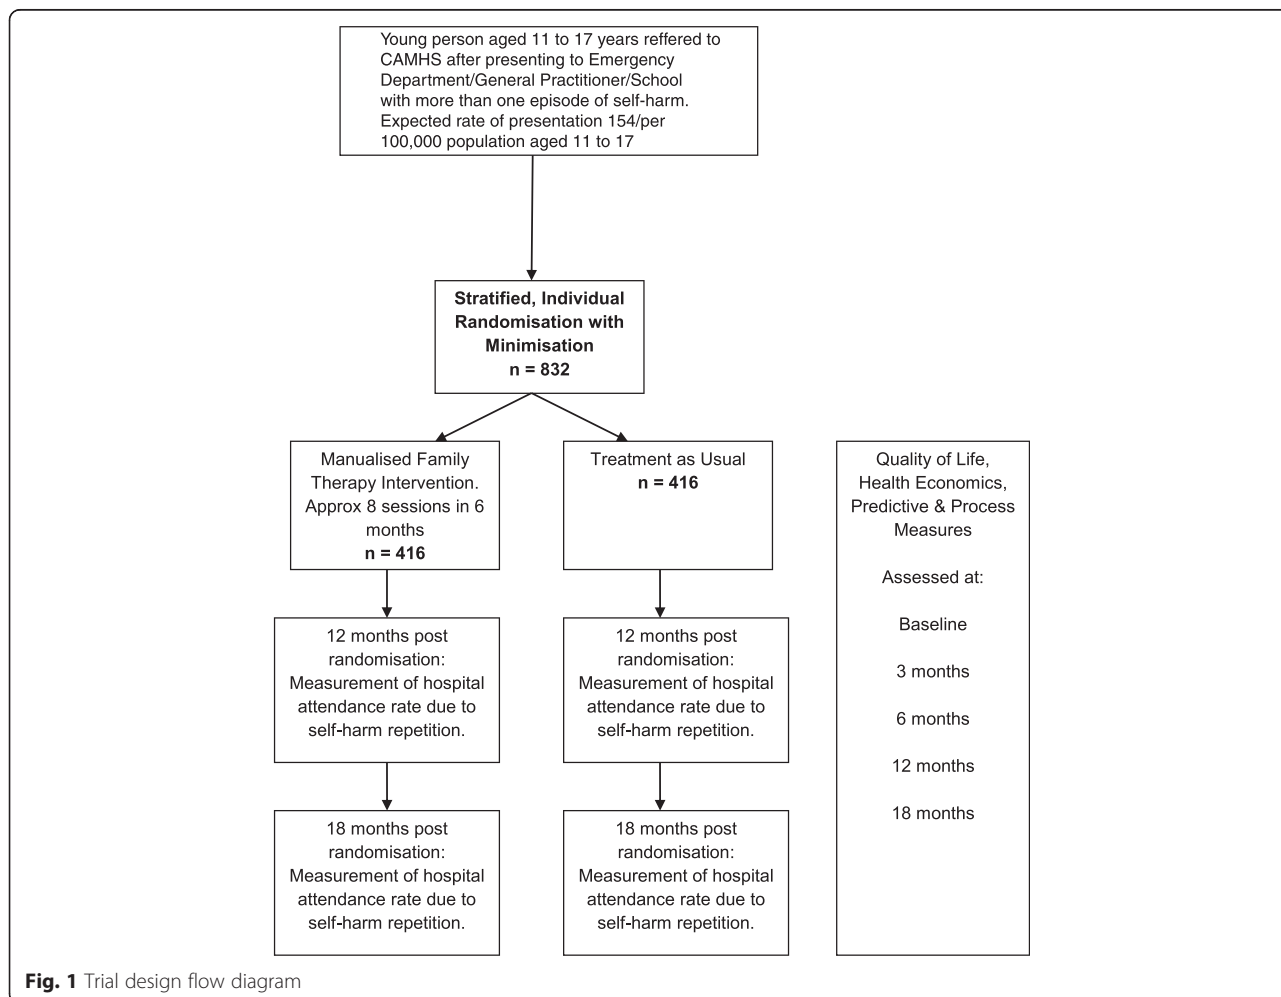 Young person aged 11 to 17 years reffered to
CAMHS after presenting to Emergency
Department/General Practitioner/School
with more than one episode of self-harm.
Expected rate of presentation 154/per
100,000 population aged 11 to 17
Stratified, Individual
Randomisation with
Minimisation
n = 832
Manualised Family
Therapy Intervention.
Approx 8 sessions in 6
months
n = 416
Treatment as Usual
n = 416
Quality of Life,
Health Economics,
Predictive & Process
Measures
Assessed at:
Baseline
3 months
6 months
12 months
18 months
12 months post
randomisation:
Measurement of hospital
attendance rate due to
self-harm repetition.
12 months post
randomisation:
Measurement of hospital
attendance rate due to
self-harm repetition.
18 months post
randomisation:
Measurement of hospital
attendance rate due to
self-harm repetition.
18 months post
randomisation:
Measurement of hospital
attendance rate due to
self-harm repetition.
Fig. 1 Trial design flow diagram